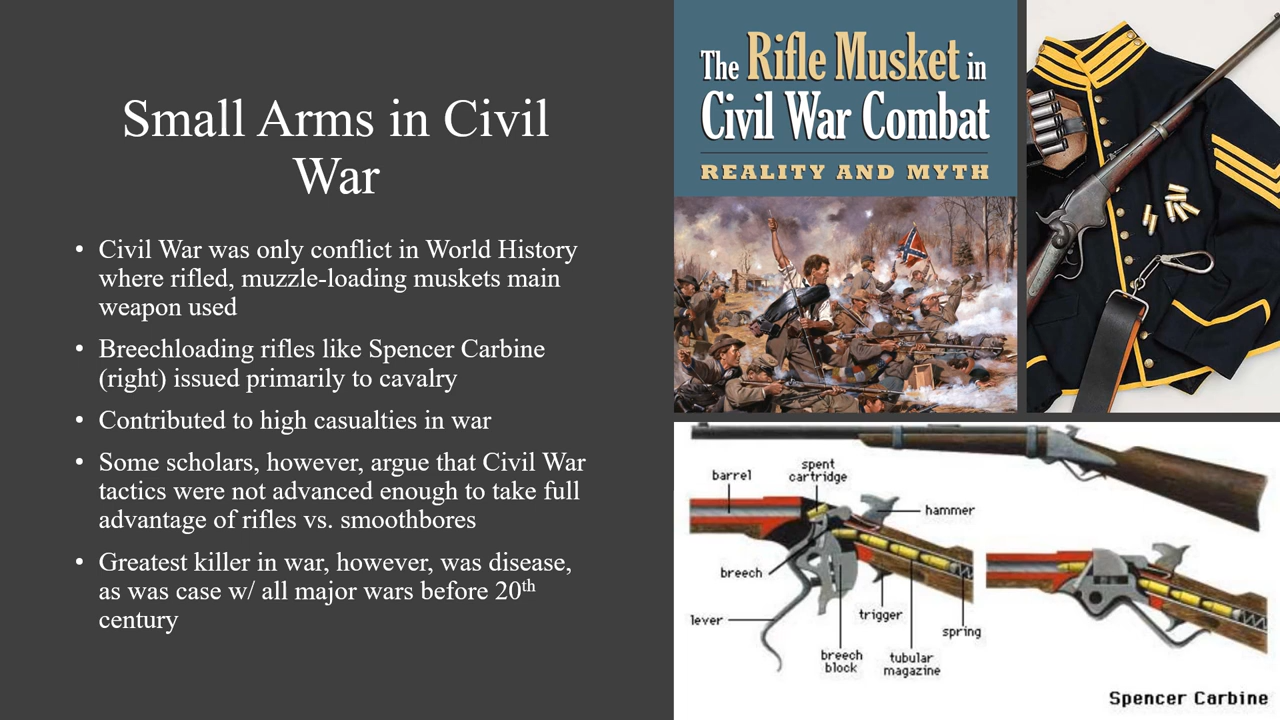 Small Arms in Civil
War
• Civil War was only conflict in World History
where rifled, muzzle-loading muskets main
weapon used
• Breechloading rifles like Spencer Carbine
(right) issued primarily to cavalry
• Contributed to high casualties in war
• Some scholars, however, argue that Civil War
tactics were not advanced enough to take full
advantage of rifles vs. smoothbores
• Greatest killer in war, however, was disease,
as was case w/ all major wars before 20th
century
The Rifle Musket in
Civil War Combat
REALITY AND MYTH
barrel
spent
cartridge
hammer
breech
lever
trigger
spring
breech
block
tubular
magazine
Spencer Carbine